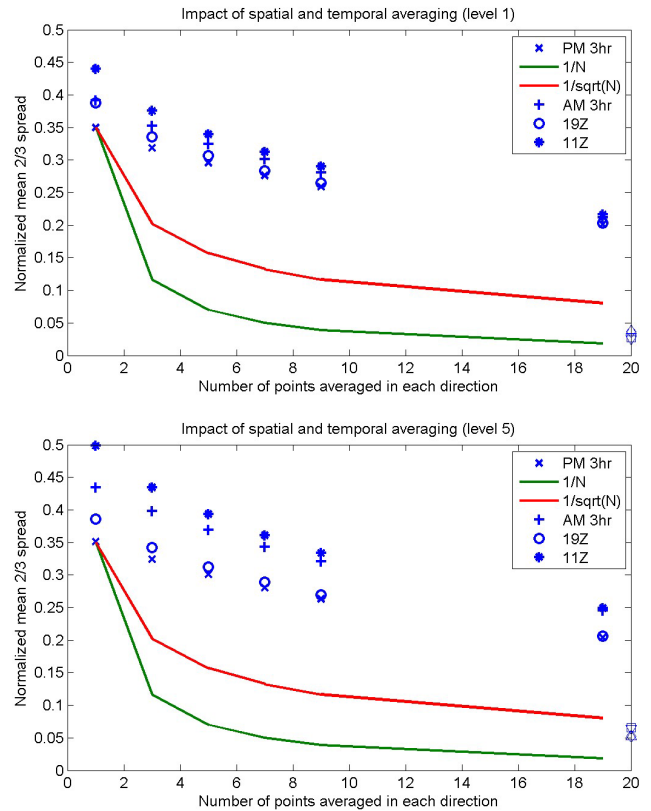 Impact of spatial and temporal averaging (level 1)
0.5
0.45
0.4
0.35
0.3
0.25
0.2
0.15
0.1
0.05
0
Normalized mean 2/3 spread
PM 3hr
1/N
1/sqrt(N)
AM 3hr
19Z
11Z
0 2 4 6 8 10 12 14 16 18 20
Number of points averaged in each direction
Impact of spatial and temporal averaging (level 5)
0.5
0.45
0.4
0.35
0.3
0.25
0.2
0.15
0.1
0.05
0
Normalized mean 2/3 spread
PM 3hr
1/N
1/sqrt(N)
AM 3hr
19Z
11Z
0 2 4 6 8 10 12 14 16 18 20
Number of points averaged in each direction